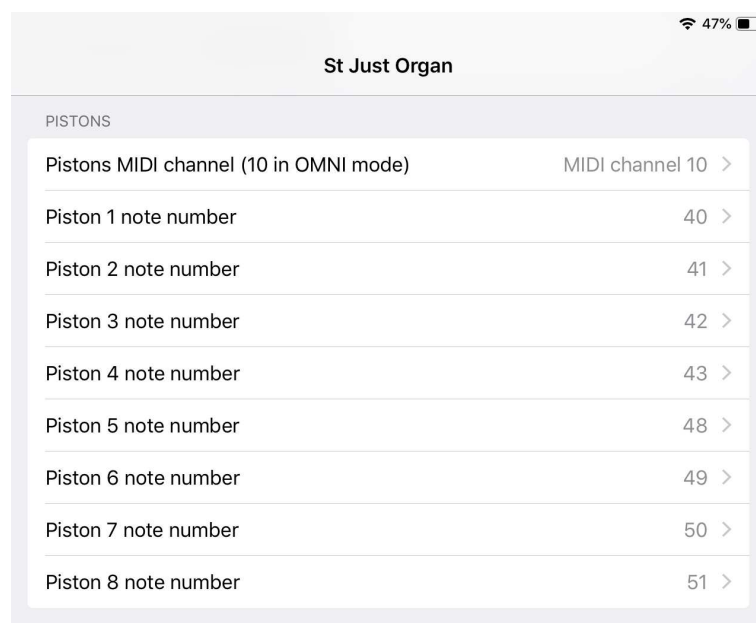 47%
St Just Organ
PISTONS
Pistons MIDI channel (10 in OMNI mode) MIDI channel 10
Piston 1 note number 40
Piston 2 note number 41
Piston 3 note number 42
Piston 4 note number 43
Piston 5 note number 48
Piston 6 note number 49
Piston 7 note number 50
Piston 8 note number 51